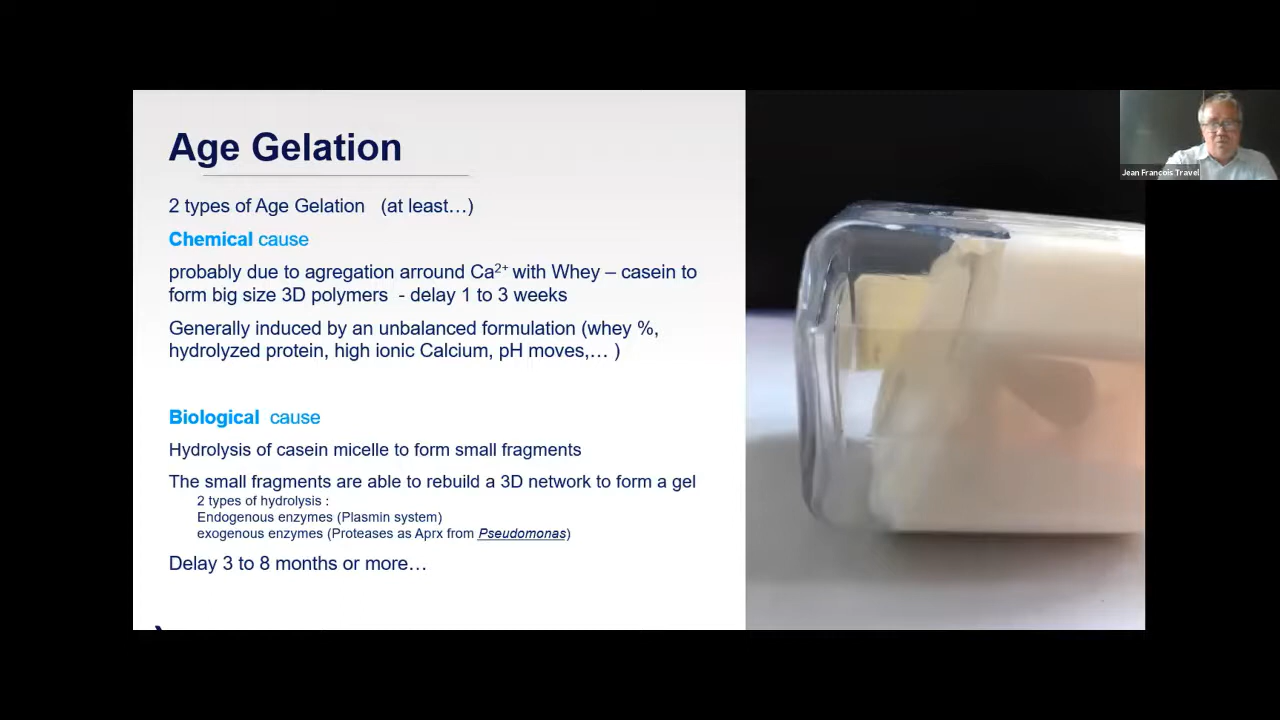 Age Gelation
2 types of Age Gelation (at least…)
Chemical cause
probably due to agregation arround Ca²⁺ with Whey – casein to
form big size 3D polymers - delay 1 to 3 weeks
Generally induced by an unbalanced formulation (whey %,
hydrolyzed protein, high ionic Calcium, pH moves,… )
Biological cause
Hydrolysis of casein micelle to form small fragments
The small fragments are able to rebuild a 3D network to form a gel
2 types of hydrolysis :
Endogenous enzymes (Plasmin system)
exogenous enzymes (Proteases as Aprx from Pseudomonas)
Delay 3 to 8 months or more…
Jean François Travel